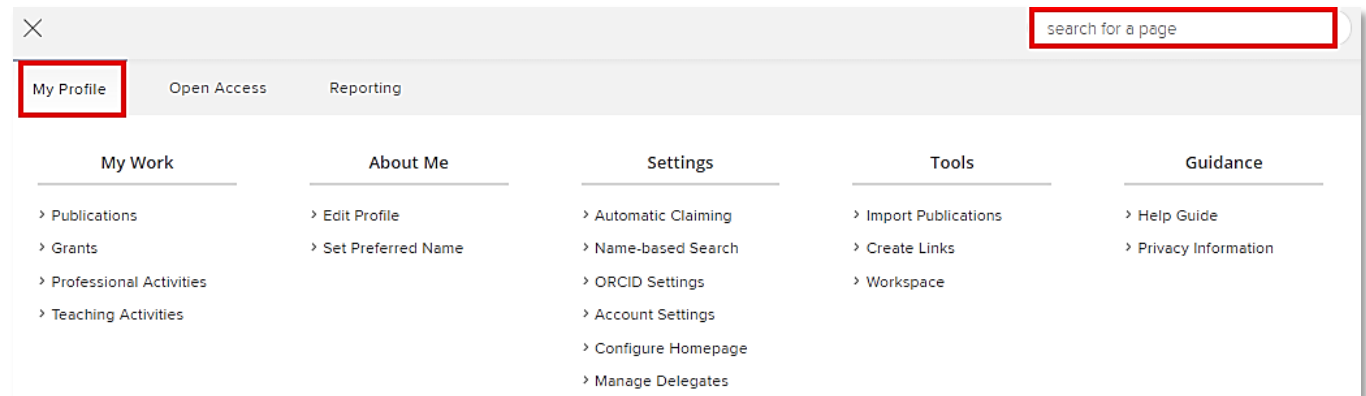 search for a page
My Profile Open Access Reporting
My Work About Me Settings Tools Guidance
Publications Edit Profile Automatic Claiming Import Publications Help Guide
Grants Set Preferred Name Name-based Search Create Links Privacy Information
Professional Activities ORCID Settings Workspace
Teaching Activities Account Settings
Configure Homepage
Manage Delegates